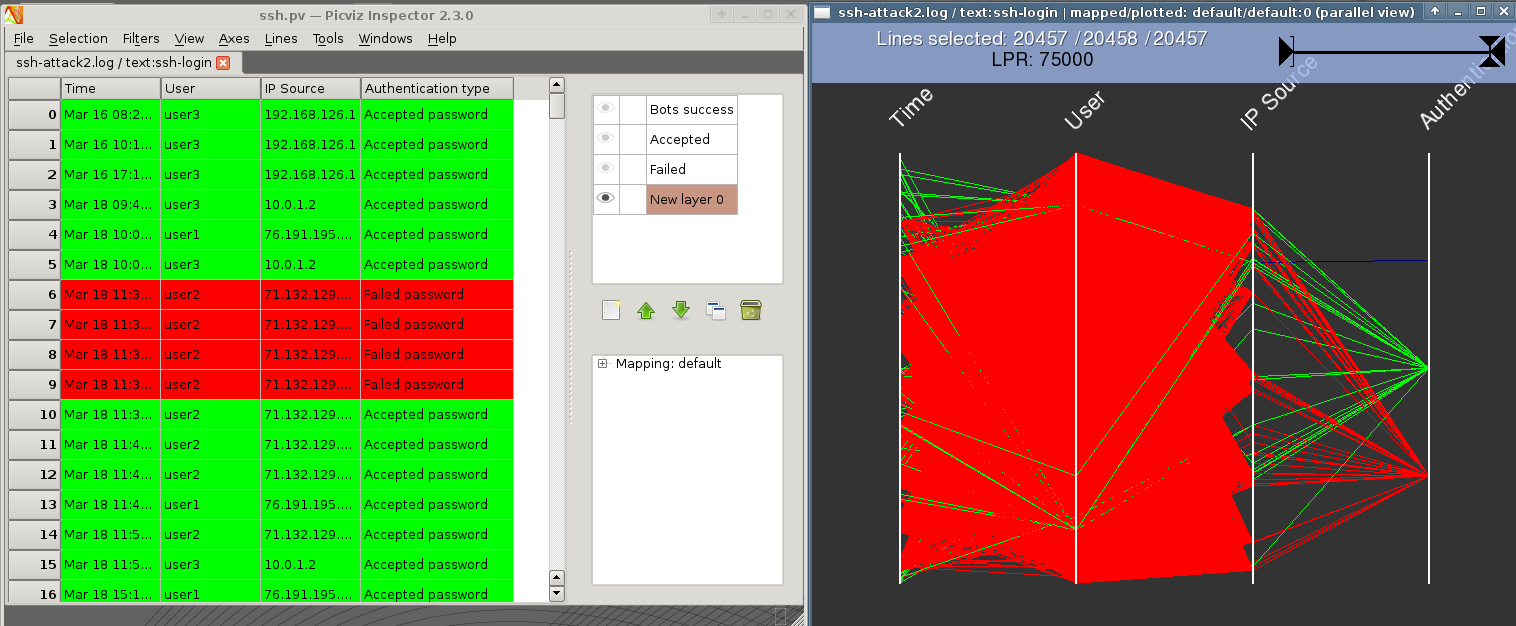 ssh.pv — Picviz Inspector 2.3.0
File Selection Filters View Axes Lines Tools Windows Help
ssh-attack2.log / text:ssh-login
Time User IP Source Authentication type
0 Mar 16 08:2... user3 192.168.126.1 Accepted password
1 Mar 16 10:1... user3 192.168.126.1 Accepted password
2 Mar 16 17:1... user3 192.168.126.1 Accepted password
3 Mar 18 09:4... user3 10.0.1.2 Accepted password
4 Mar 18 10:0... user1 76.191.195.... Accepted password
5 Mar 18 10:0... user3 10.0.1.2 Accepted password
6 Mar 18 11:3... user2 71.132.129.... Failed password
7 Mar 18 11:3... user2 71.132.129.... Failed password
8 Mar 18 11:3... user2 71.132.129.... Failed password
9 Mar 18 11:3... user2 71.132.129.... Failed password
10 Mar 18 11:3... user2 71.132.129.... Accepted password
11 Mar 18 11:4... user2 71.132.129.... Accepted password
12 Mar 18 11:4... user2 71.132.129.... Accepted password
13 Mar 18 11:4... user1 76.191.195.... Accepted password
14 Mar 18 11:5... user2 71.132.129.... Accepted password
15 Mar 18 11:5... user3 10.0.1.2 Accepted password
16 Mar 18 15:1... user1 76.191.195.... Accepted password
Bots success
Accepted
Failed
New layer 0
Mapping: default
ssh-attack2.log / text:ssh-login | mapped/plotted: default/default:0 (parallel view)
Lines selected: 20457 /20458 /20457
LPR: 75000
Time
User
IP Source